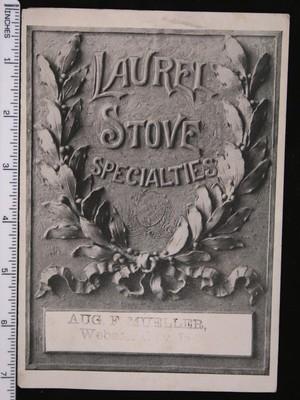 LAUREL
STOVE
SPECIALTIES
AUG. F. MUELLER,
INCHES
1
2
3
4
5
6
7